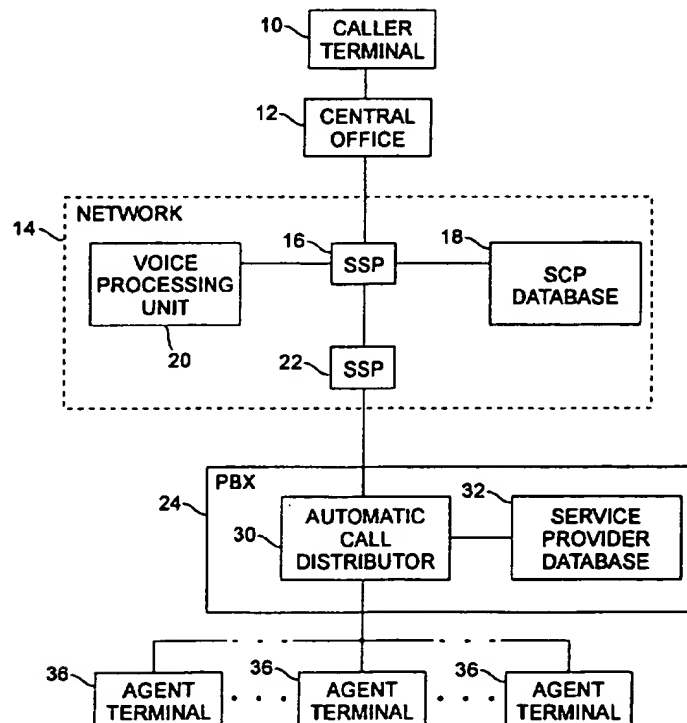 10
CALLER
TERMINAL
12
CENTRAL
OFFICE
14
NETWORK
VOICE
PROCESSING
UNIT
20
16
SSP
18
SCP
DATABASE
22
SSP
24
PBX
30
AUTOMATIC
CALL
DISTRIBUTOR
32
SERVICE
PROVIDER
DATABASE
36
AGENT
TERMINAL
36
AGENT
TERMINAL
36
AGENT
TERMINAL